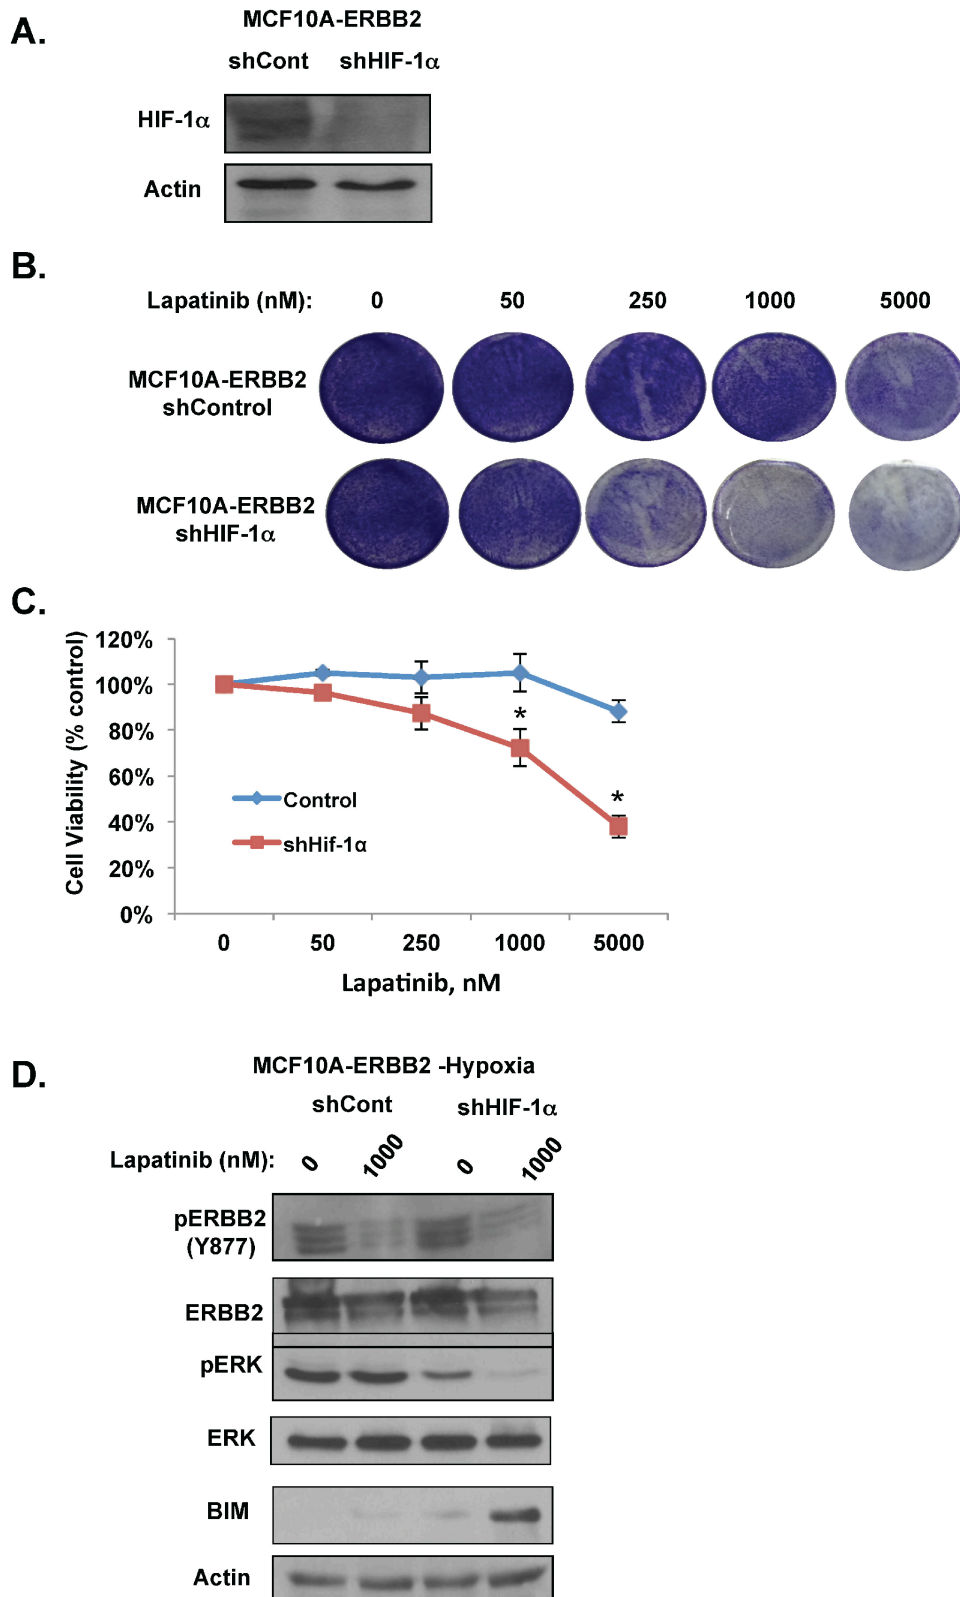 A.
MCF10A-ERBB2
shCont shHIF-1α
HIF-1α
Actin
B.
Lapatinib (nM): 0 50 250 1000 5000
MCF10A-ERBB2
shControl
MCF10A-ERBB2
shHIF-1α
C.
Cell Viability (% control)
120%
100%
80%
60%
40%
20%
0%
*
*
Control
shHif-1α
0 50 250 1000 5000
Lapatinib, nM
D.
MCF10A-ERBB2 -Hypoxia
shCont shHIF-1α
Lapatinib (nM): 0 1000 0 1000
pERBB2
(Y877)
ERBB2
pERK
ERK
BIM
Actin